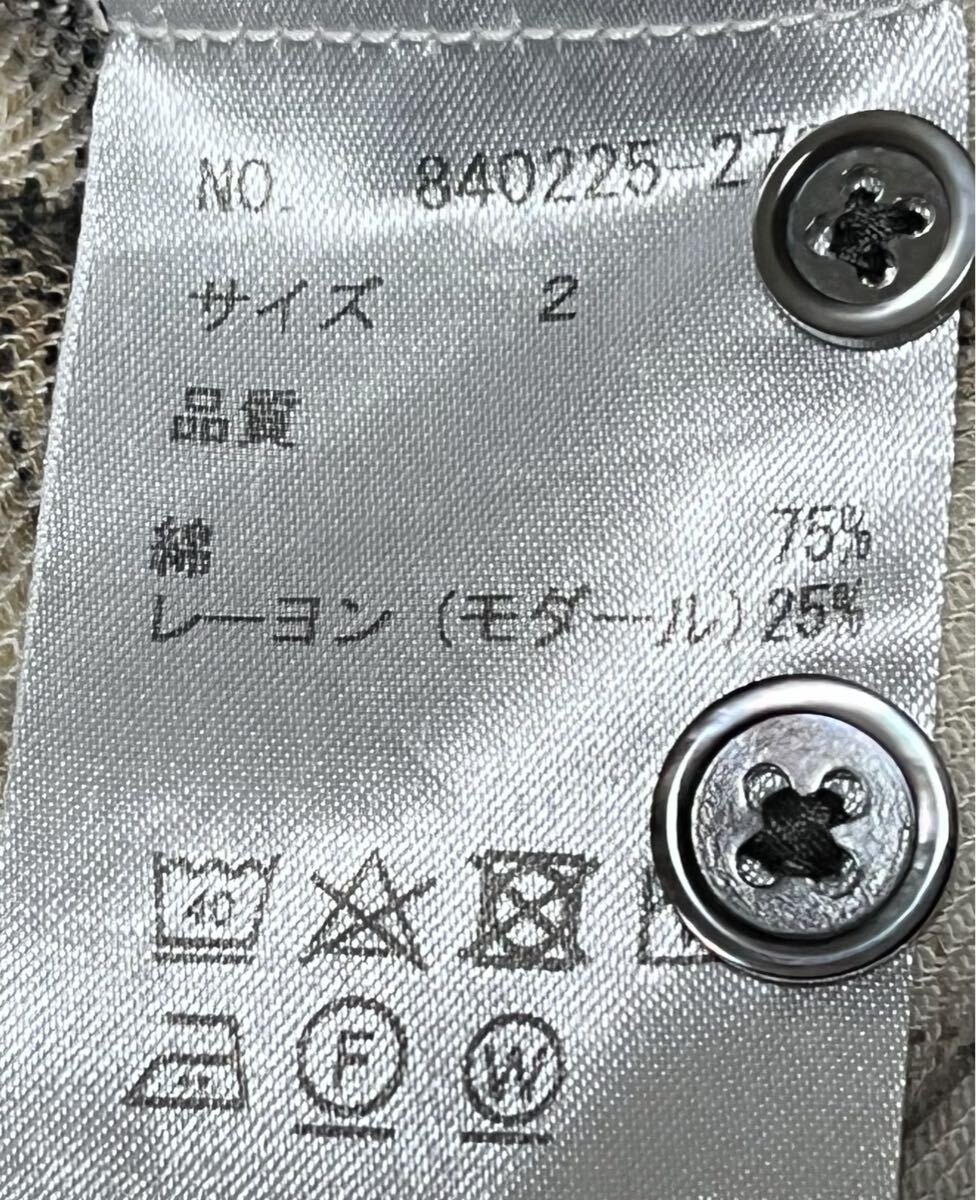 NO. 840225-27
サイズ 2
品質
綿 75%
レーヨン(モダール)25%
40
F W